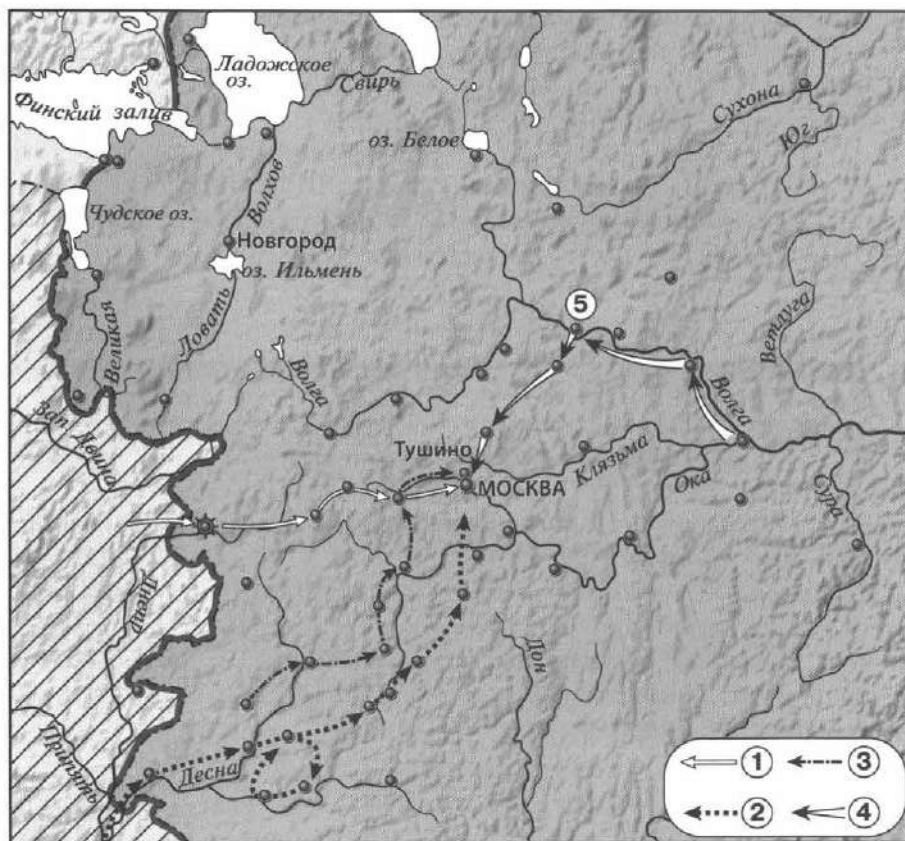 Ладожское
оз.
Свирь
Финский залив
Сухона
Юг
оз. Белое
Волхов
Чудское оз.
Новгород
оз. Ильмень
Великая
Ловать
Ветлуга
5
Волга
Волга
Зап. Двина
Тушино
Клязьма
МОСКВА
Ока
Сура
Днепр
Дон
Припять
Десна
1
3
2
4